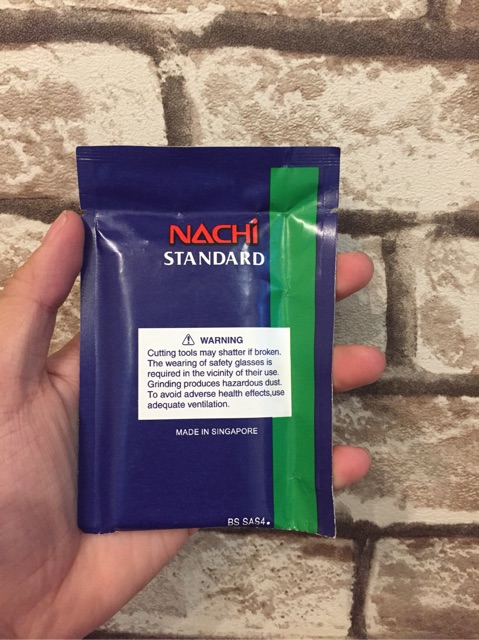 NACHi
STANDARD
⚠ WARNING
Cutting tools may shatter if broken.
The wearing of safety glasses is
required in the vicinity of their use.
Grinding produces hazardous dust.
To avoid adverse health effects,use
adequate ventilation.
MADE IN SINGAPORE
BS SAS4.